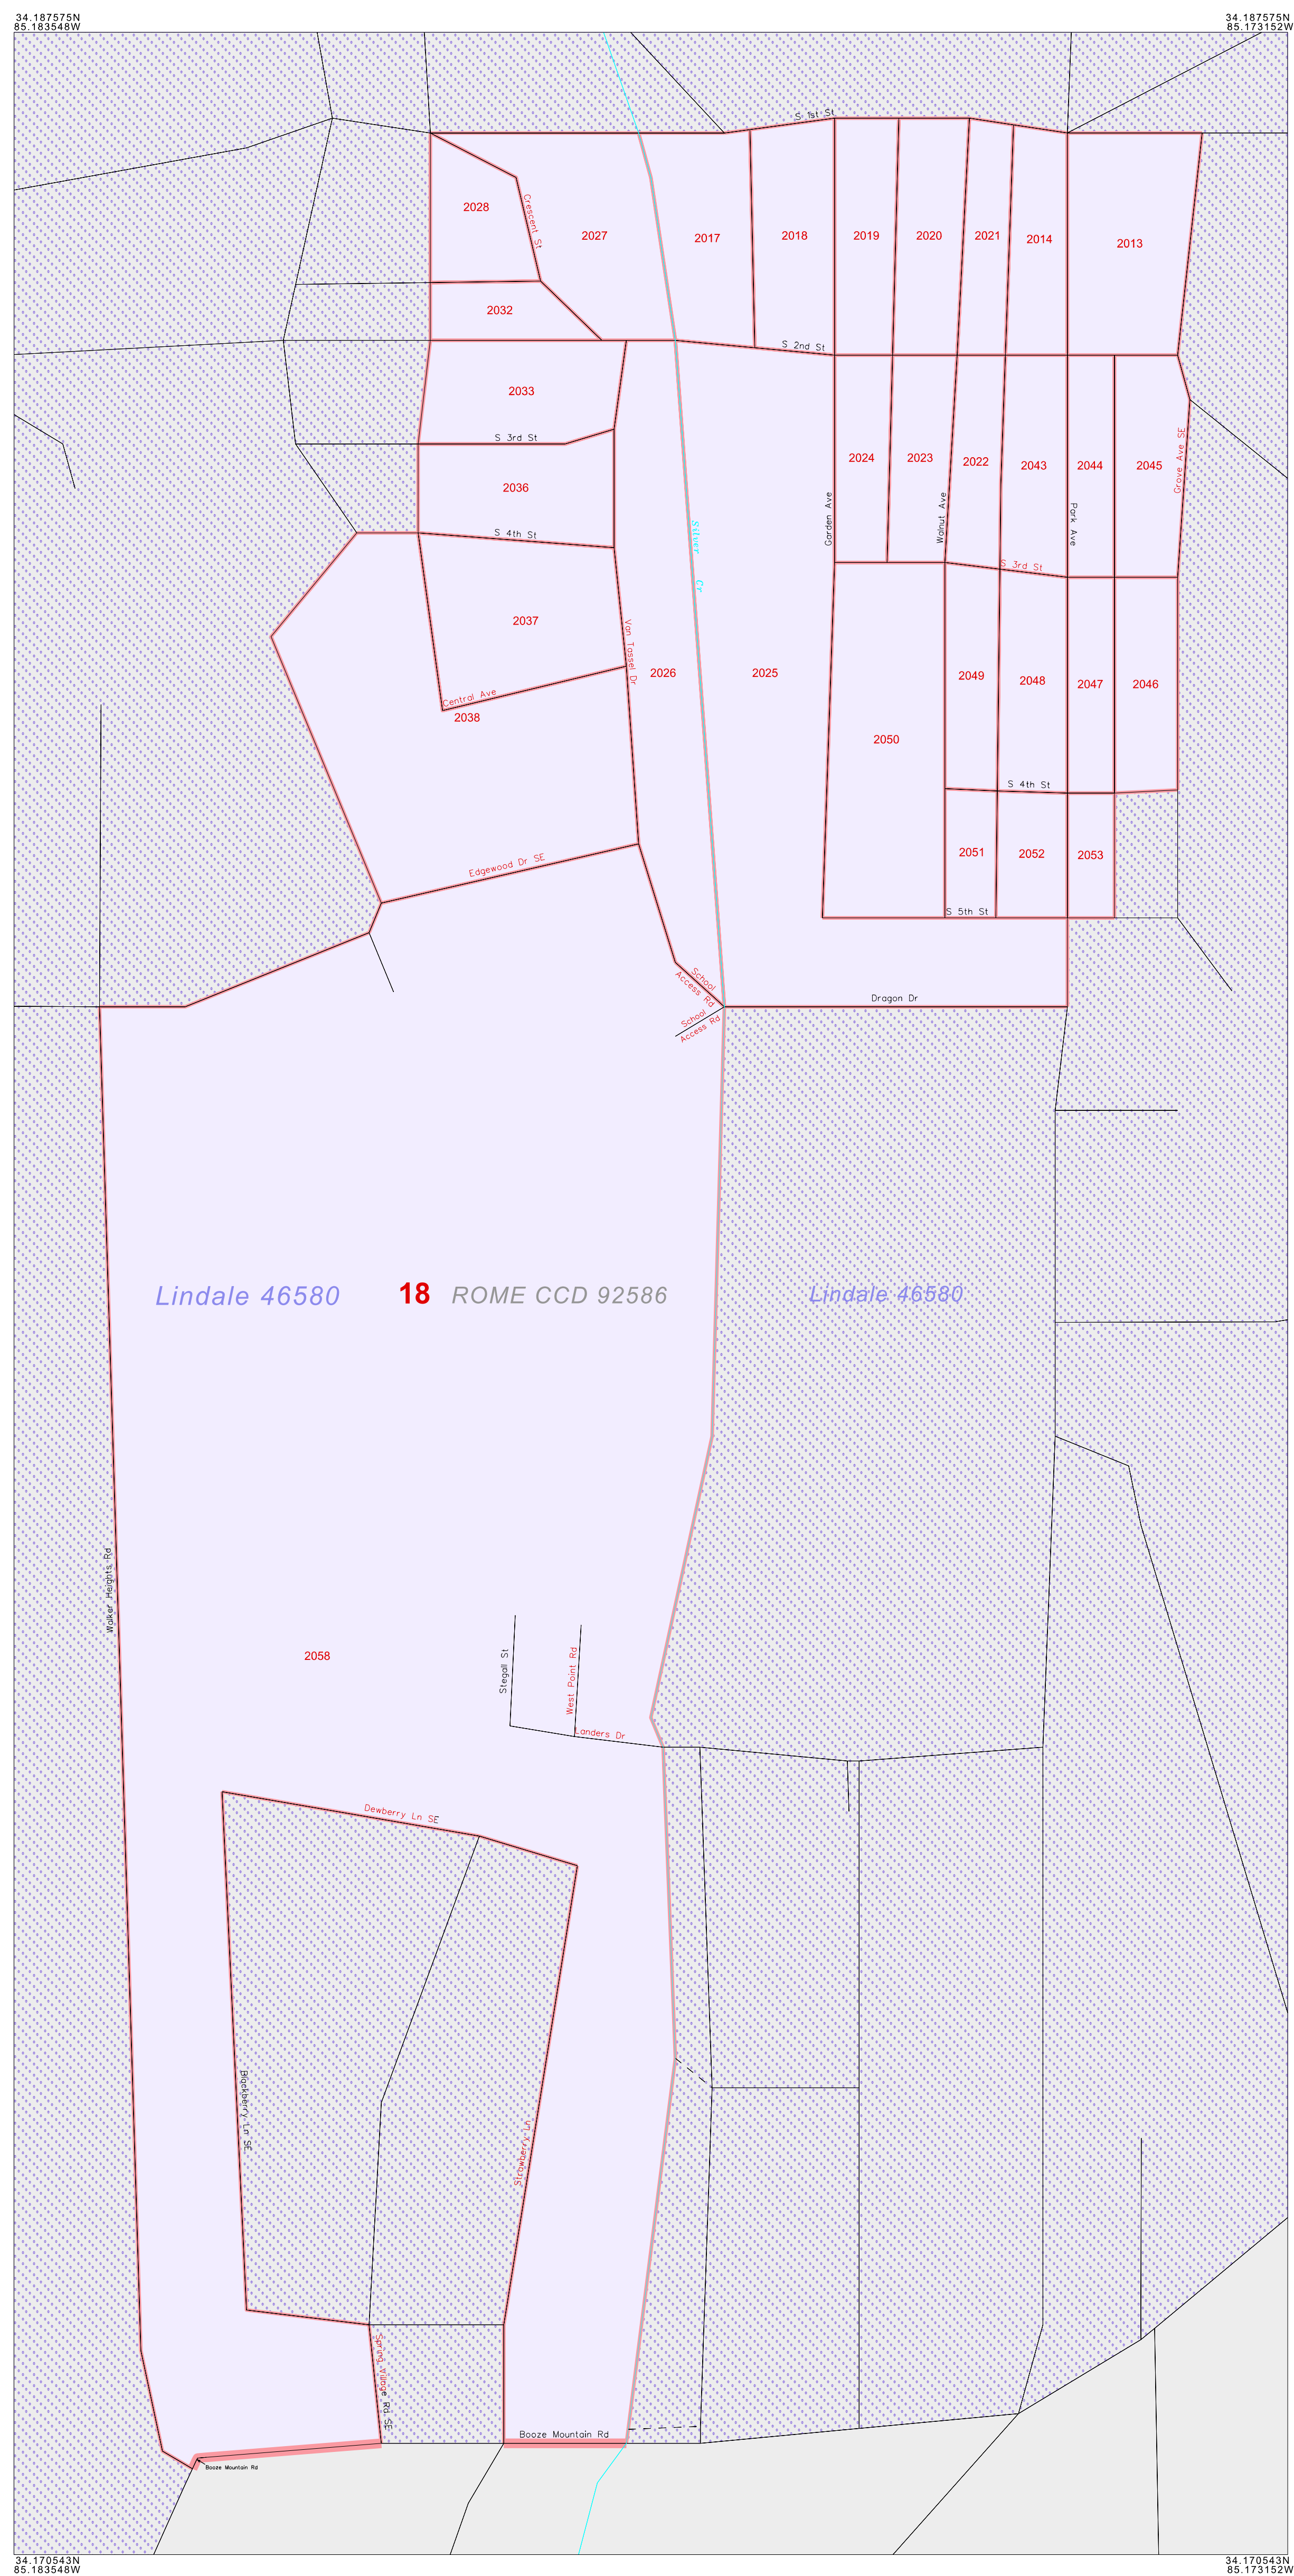 34.187575N
85.183548W
34.187575N
85.173152W
S 1st St
2028
Crescent St
2027
2017
2018
2019
2020
2021
2014
2013
2032
S 2nd St
2033
S 3rd St
2036
S 4th St
Silver Cr
Garden Ave
2024
2023
Walnut Ave
2022
2043
Park Ave
2044
2045
Grove Ave SE
S 3rd St
2037
Van Tassel Dr
Central Ave
2038
2026
2025
2050
2049
2048
2047
2046
S 4th St
2051
2052
2053
Edgewood Dr SE
S 5th St
School
Access Rd
Dragon Dr
School
Access Rd
Lindale 46580
18
ROME CCD 92586
Lindale 46580
Walker Heights Rd
2058
Stegall St
West Point Rd
Landers Dr
Dewberry Ln SE
Blackberry Ln SE
Strawberry Ln
Spring Village Rd SE
Booze Mountain Rd
Booze Mountain Rd
34.170543N
85.183548W
34.170543N
85.173152W